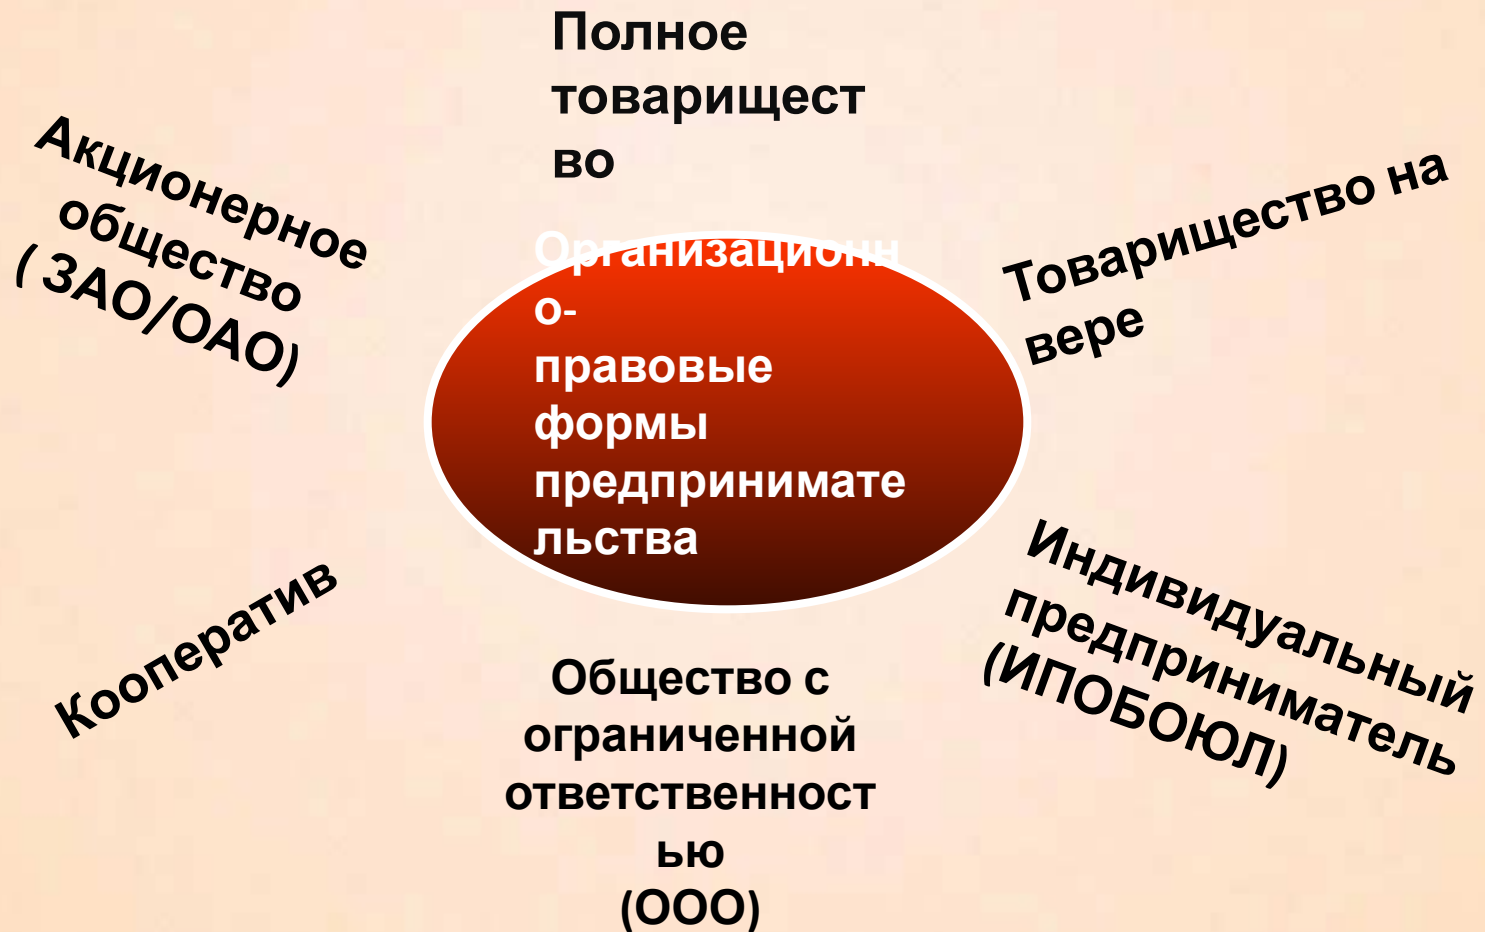 Полное
товарищест
во
Акционерное
общество
( ЗАО/ОАО)
Товарищество на
вере
Организационн
о-
правовые
формы
предпринимате
льства
Кооператив
Индивидуальный
предприниматель
(ИПОБОЮЛ)
Общество с
ограниченной
ответственност
ью
(ООО)